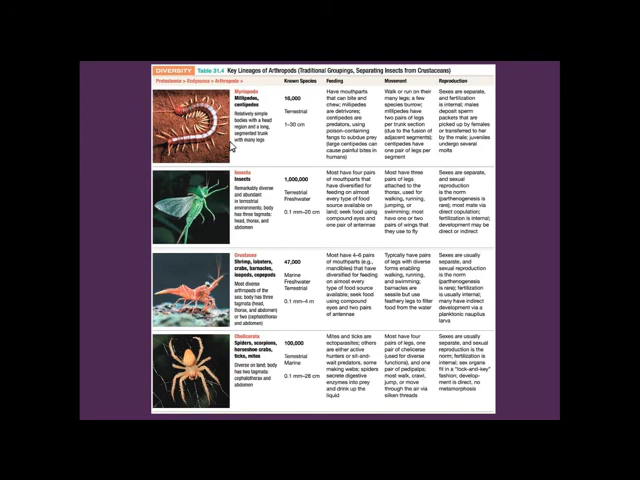 DIVERSITY Table 31.4 Key Lineages of Arthropods (Traditional Groupings, Separating Insects from Crustaceans)
Protostomia > Ecdysozoa > Arthropoda >
Known Species
Feeding
Movement
Reproduction
Myriapoda
Millipedes,
centipedes
Relatively simple
bodies with a head
region and a long,
segmented trunk
with many legs
16,000
Terrestrial
1–30 cm
Have mouthparts
that can bite and
chew; millipedes
are detrivores;
centipedes are
predators, using
poison-containing
fangs to subdue prey
(large centipedes can
cause painful bites in
humans)
Walk or run on their
many legs; a few
species burrow;
millipedes have
two pairs of legs
per trunk section
(due to the fusion of
adjacent segments);
centipedes have
one pair of legs per
segment
Sexes are separate,
and fertilization
is internal; males
deposit sperm
packets that are
picked up by females
or transferred to her
by the male; juveniles
undergo several
molts
Insecta
Insects
Remarkably diverse
and abundant
in terrestrial
environments; body
has three tagmata:
head, thorax, and
abdomen
1,000,000
Terrestrial
Freshwater
0.1 mm–20 cm
Most have four pairs
of mouthparts that
have diversified for
feeding on almost
every type of food
source available on
land; seek food using
compound eyes and
one pair of antennae
Most have three
pairs of legs
attached to the
thorax, used for
walking, running,
jumping, or
swimming; most
have one or two
pairs of wings that
they use to fly
Sexes are separate,
and sexual
reproduction
is the norm
(parthenogenesis is
rare); most mate via
direct copulation;
fertilization is internal;
development may be
direct or indirect
Crustacea
Shrimp, lobsters,
crabs, barnacles,
isopods, copepods
Most diverse
arthropods of the
sea; body has three
tagmata (head,
thorax, and abdomen)
or two (cephalothorax
and abdomen)
47,000
Marine
Freshwater
Terrestrial
0.1 mm–4 m
Most have 4–6 pairs
of mouthparts (e.g.,
mandibles) that have
diversified for feeding
on almost every
type of food source
available; seek food
using compound
eyes and two pairs
of antennae
Typically have pairs
of legs with diverse
forms enabling
walking, running,
and swimming;
barnacles are
sessile but use
feathery legs to filter
food from the water
Sexes are usually
separate, and
sexual reproduction
is the norm
(parthenogenesis
is rare); fertilization
is usually internal;
many have indirect
development via a
planktonic nauplius
larva
Chelicerata
Spiders, scorpions,
horseshoe crabs,
ticks, mites
Diverse on land; body
has two tagmata:
cephalothorax and
abdomen
100,000
Terrestrial
Marine
0.1 mm–26 cm
Mites and ticks are
ectoparasites; others
are either active
hunters or sit-and-
wait predators, some
making webs; spiders
secrete digestive
enzymes into prey
and drink up the
liquid
Most have four
pairs of legs, one
pair of chelicerae
(used for diverse
functions), and one
pair of pedipalps;
most walk, crawl,
jump, or move
through the air via
silken threads
Sexes are usually
separate, and sexual
reproduction is the
norm; fertilization is
internal; sex organs
fit in a "lock-and-key"
fashion; develop-
ment is direct, no
metamorphosis